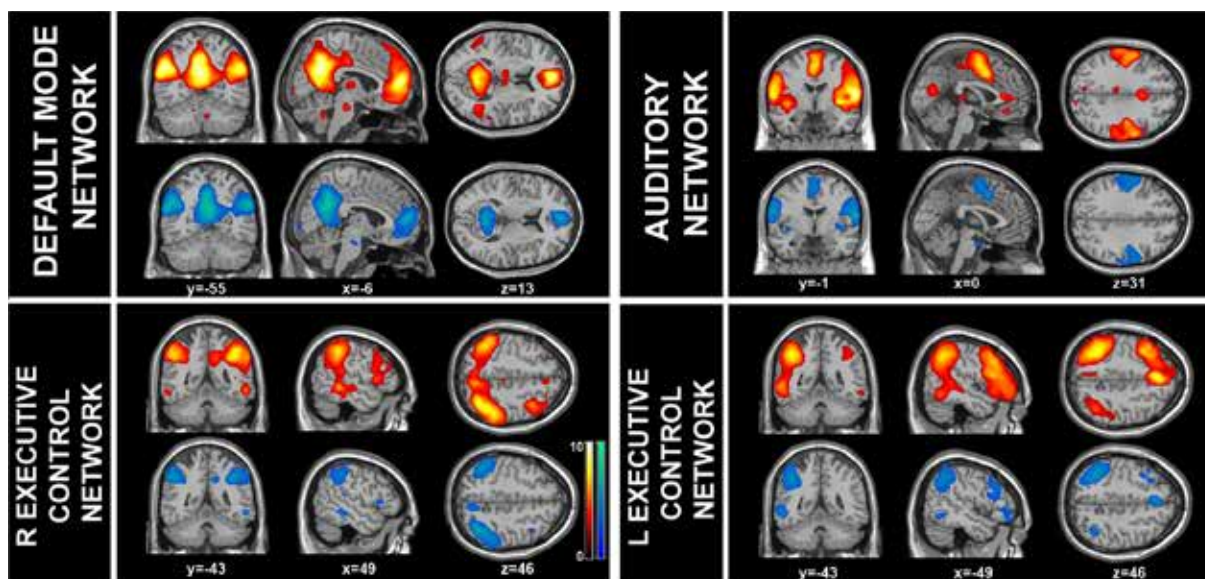 DEFAULT MODE
NETWORK
y=-55
x=-6
z=13
AUDITORY
NETWORK
y=-1
x=0
z=31
R EXECUTIVE
CONTROL
NETWORK
10
0
y=-43
x=49
z=46
L EXECUTIVE
CONTROL
NETWORK
y=-43
x=-49
z=46